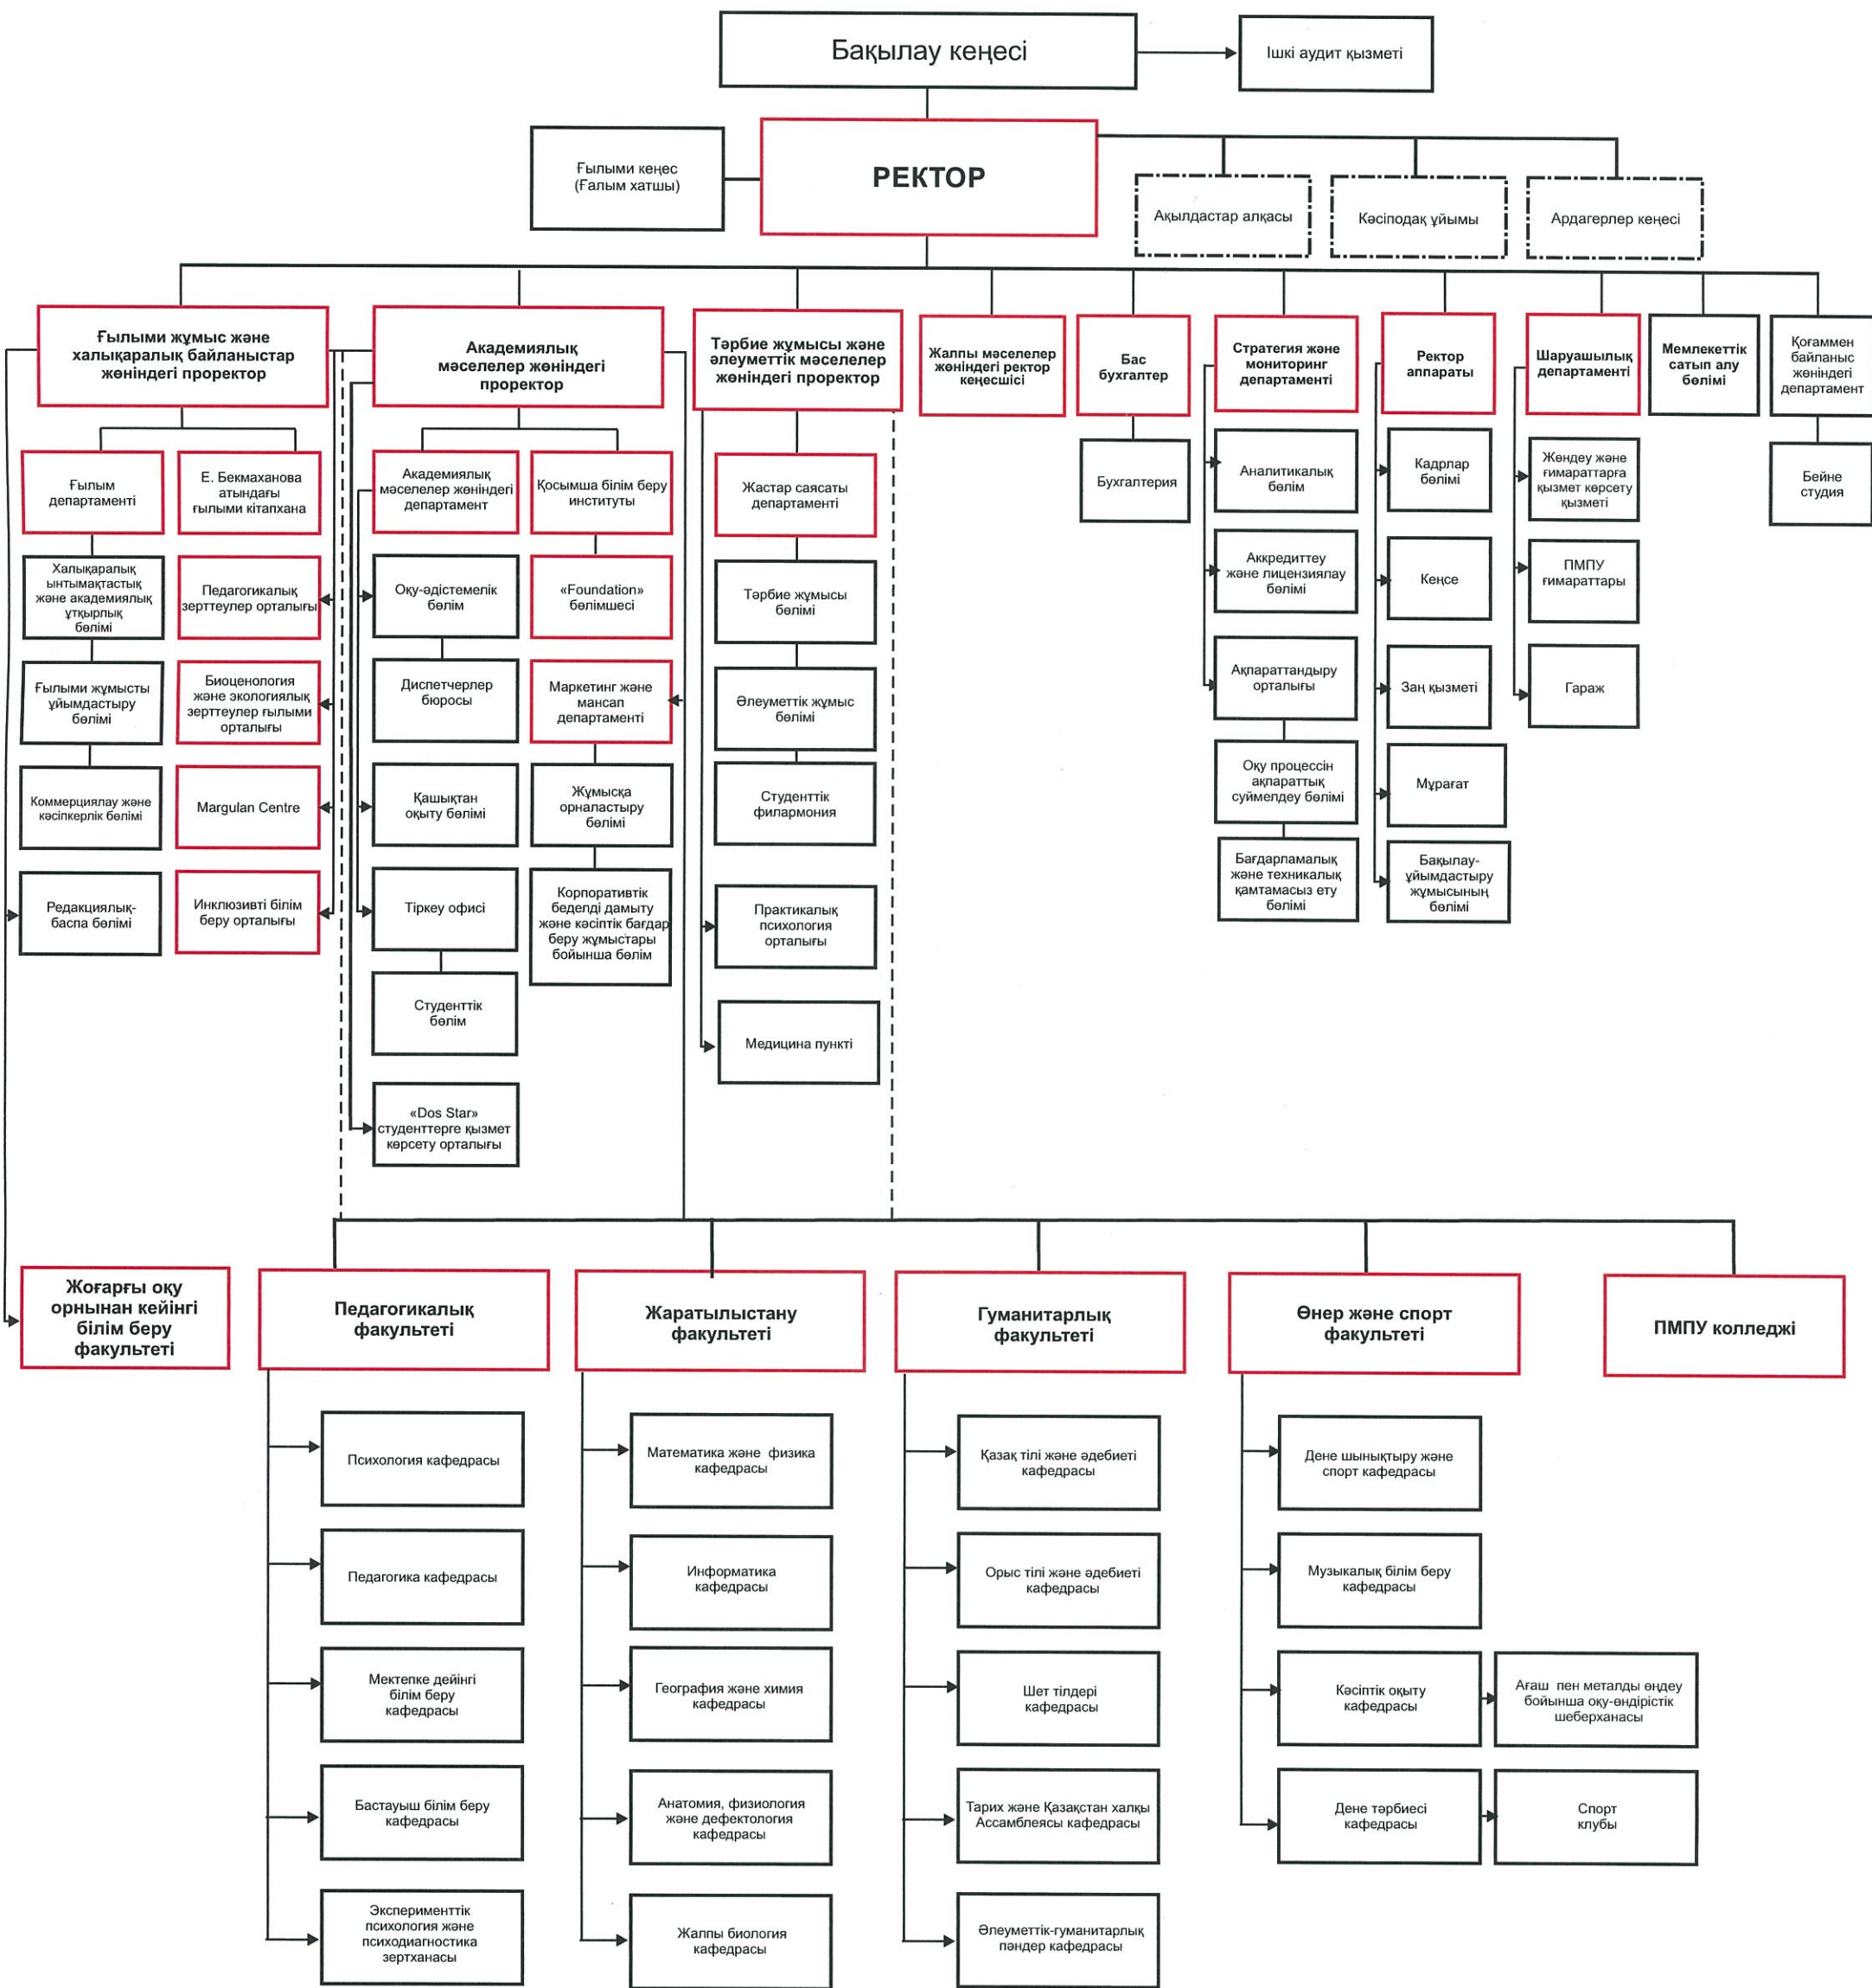 Бақылау кеңесі
Ішкі аудит қызметі
Ғылыми кеңес
(Ғалым хатшы)
РЕКТОР
Ақылдастар алқасы
Кәсіподақ ұйымы
Ардагерлер кеңесі
Ғылыми жұмыс және
халықаралық байланыстар
жөніндегі проректор
Академиялық
мәселелер жөніндегі
проректор
Тәрбие жұмысы және
әлеуметтік мәселелер
жөніндегі проректор
Жалпы мәселелер
жөніндегі ректор
кеңесшісі
Бас
бухгалтер
Стратегия және
мониторинг
департаменті
Ректор
аппараты
Шаруашылық
департаменті
Мемлекеттік
сатып алу
бөлімі
Қоғаммен
байланыс
жөніндегі
департамент
Ғылым
департаменті
Е. Бекмаханова
атындағы
ғылыми кітапхана
Академиялық
мәселелер жөніндегі
департамент
Қосымша білім беру
институты
Жастар саясаты
департаменті
Бухгалтерия
Аналитикалық
бөлім
Кадрлар
бөлімі
Жөндеу және
ғимараттарға
қызмет көрсету
қызметі
Бейне
студия
Халықаралық
ынтымақтастық
және академиялық
ұтқырлық
бөлімі
Педагогикалық
зерттеулер орталығы
Оқу-әдістемелік
бөлім
«Foundation»
бөлімшесі
Тәрбие жұмысы
бөлімі
Аккредиттеу
және лицензиялау
бөлімі
Кеңсе
ПМПУ
ғимараттары
Ғылыми жұмысты
ұйымдастыру
бөлімі
Биоценология
және экологиялық
зерттеулер ғылыми
орталығы
Диспетчерлер
бюросы
Маркетинг және
мансап
департаменті
Әлеуметтік жұмыс
бөлімі
Ақпараттандыру
орталығы
Заң қызметі
Гараж
Коммерциялау және
кәсіпкерлік бөлімі
Margulan Centre
Қашықтан
оқыту бөлімі
Жұмысқа
орналастыру
бөлімі
Студенттік
филармония
Оқу процессін
ақпараттық
суймелдеу бөлімі
Мұрағат
Редакциялық-
баспа бөлімі
Инклюзивті білім
беру орталығы
Тіркеу офисі
Корпоративтік
беделді дамыту
және кәсіптік бағдар
беру жұмыстары
бойынша бөлім
Практикалық
психология
орталығы
Бағдарламалық
және техникалық
қамтамасыз ету
бөлімі
Бақылау-
ұйымдастыру
жұмысының
бөлімі
Студенттік
бөлім
Медицина пункті
«Dos Star»
студенттерге қызмет
көрсету орталығы
Жоғарғы оқу
орнынан кейінгі
білім беру
факультеті
Педагогикалық
факультеті
Жаратылыстану
факультеті
Гуманитарлық
факультеті
Өнер және спорт
факультеті
ПМПУ колледжі
Психология кафедрасы
Математика және физика
кафедрасы
Қазақ тілі және әдебиеті
кафедрасы
Дене шынықтыру және
спорт кафедрасы
Педагогика кафедрасы
Информатика
кафедрасы
Орыс тілі және әдебиеті
кафедрасы
Музыкалық білім беру
кафедрасы
Мектепке дейінгі
білім беру
кафедрасы
География және химия
кафедрасы
Шет тілдері
кафедрасы
Кәсіптік оқыту
кафедрасы
Ағаш пен металды өңдеу
бойынша оқу-өндірістік
шеберханасы
Бастауыш білім беру
кафедрасы
Анатомия, физиология
және дефектология
кафедрасы
Тарих және Қазақстан халқы
Ассамблеясы кафедрасы
Дене тәрбиесі
кафедрасы
Спорт
клубы
Эксперименттік
психология және
психодиагностика
зертханасы
Жалпы биология
кафедрасы
Әлеуметтік-гуманитарлық
пәндер кафедрасы